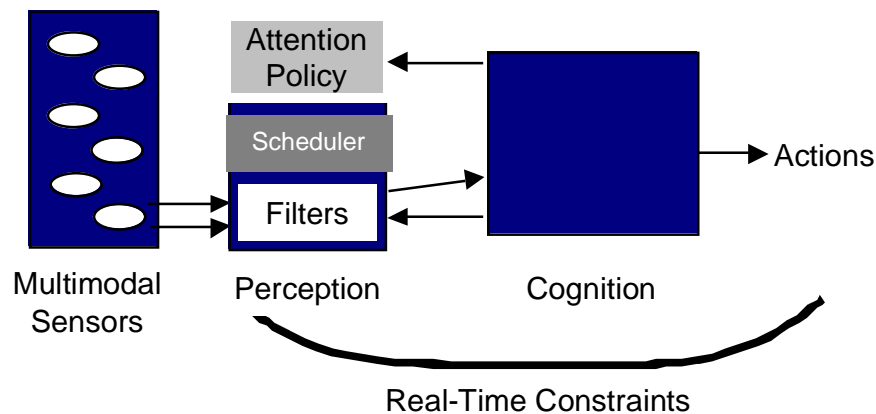 Attention
Policy
Scheduler
Filters
Actions
Multimodal
Sensors
Perception
Cognition
Real-Time Constraints